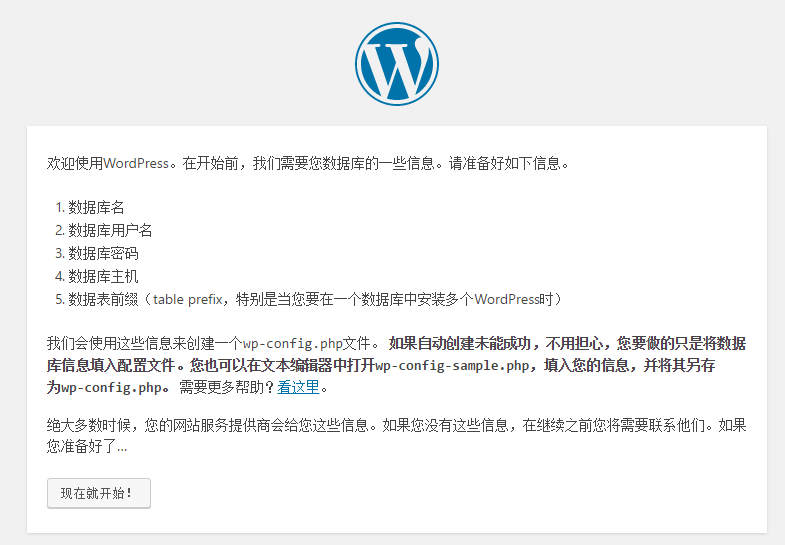 欢迎使用WordPress。在开始前，我们需要您数据库的一些信息。请准备好如下信息。
1. 数据库名
2. 数据库用户名
3. 数据库密码
4. 数据库主机
5. 数据表前缀（table prefix，特别是当您要在一个数据库中安装多个WordPress时）
我们会使用这些信息来创建一个wp-config.php文件。 如果自动创建未能成功，不用担心，您要做的只是将数据
库信息填入配置文件。您也可以在文本编辑器中打开wp-config-sample.php，填入您的信息，并将其另存
为wp-config.php。 需要更多帮助？看这里。
绝大多数时候，您的网站服务提供商会给您这些信息。如果您没有这些信息，在继续之前您将需要联系他们。如果
您准备好了...
现在就开始！